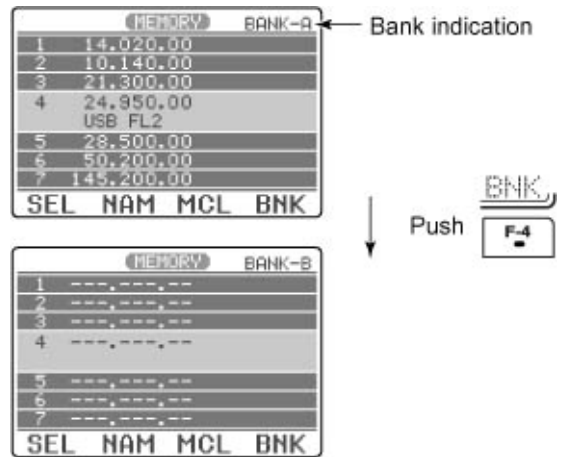 MEMORY BANK-A
Bank indication
1 14.020.00
2 10.140.00
3 21.300.00
4 24.950.00
USB FL2
5 28.500.00
6 50.200.00
7 145.200.00
SEL NAM MCL BNK
BNK
Push F-4
MEMORY BANK-B
1 ---.---.--
2 ---.---.--
3 ---.---.--
4 ---.---.--
5 ---.---.--
6 ---.---.--
7 ---.---.--
SEL NAM MCL BNK